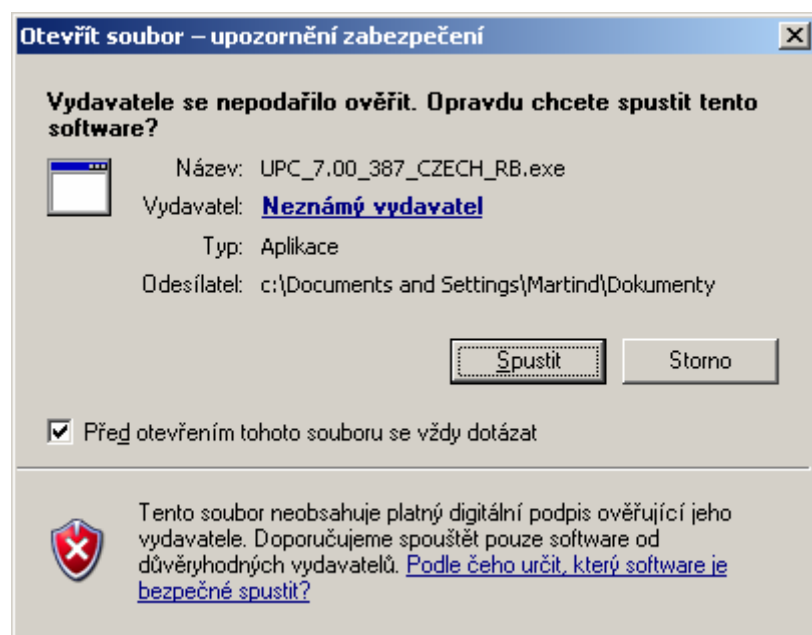 Otevřít soubor – upozornění zabezpečení
Vydavatele se nepodařilo ověřit. Opravdu chcete spustit tento
software?
Název: UPC_7.00_387_CZECH_RB.exe
Vydavatel: Neznámý vydavatel
Typ: Aplikace
Odesílatel: c:\Documents and Settings\Martind\Dokumenty
Spustit Storno
Před otevřením tohoto souboru se vždy dotázat
Tento soubor neobsahuje platný digitální podpis ověřující jeho
vydavatele. Doporučujeme spouštět pouze software od
důvěryhodných vydavatelů. Podle čeho určit, který software je
bezpečné spustit?